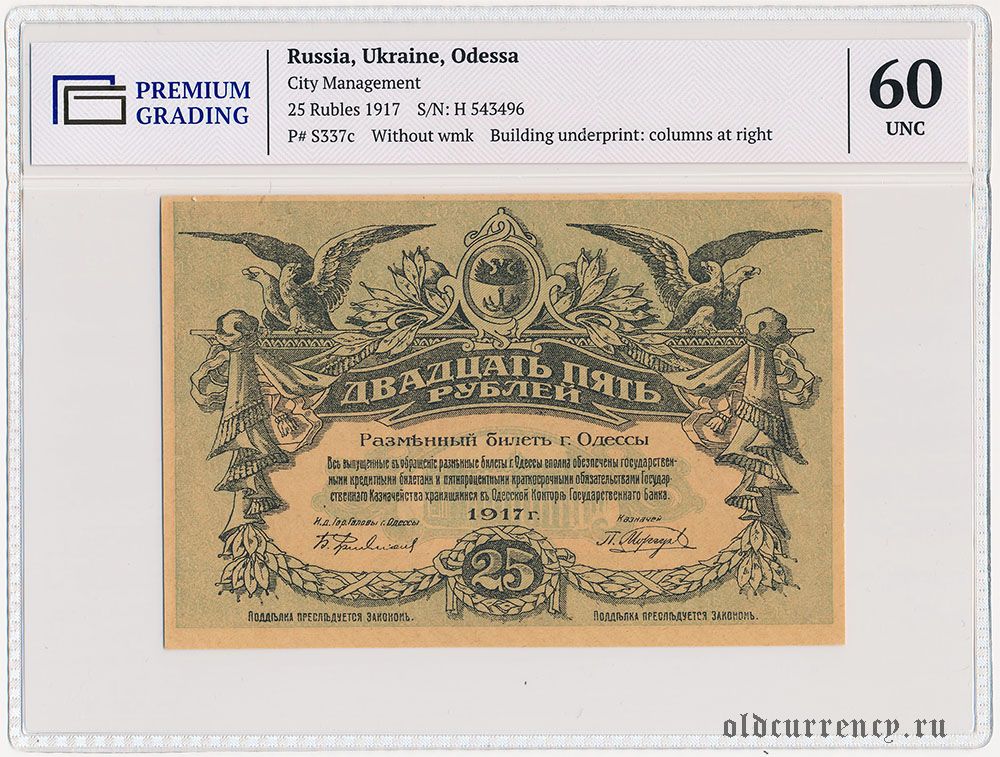 PREMIUM
GRADING
Russia, Ukraine, Odessa
City Management
25 Rubles 1917 S/N: H 543496
P# S337c Without wmk Building underprint: columns at right
60
UNC
ДВАДЦАТЬ ПЯТЬ
РУБЛЕЙ
Размѣнный билетъ г. Одессы
Всѣ выпущенные въ обращеніе размѣнные билеты г. Одессы вполнѣ обезпечены государствен-
ными кредитными билетами и пятипроцентными краткосрочными обязательствами Государ-
ственнаго Казначейства хранящимися въ Одесской Конторѣ Государственнаго Банка.
1917 г.
И.д. Гор. Головы г. Одессы
Казначей
25
Поддѣлка преслѣдуется закономъ.
Поддѣлка преслѣдуется закономъ.
oldcurrency.ru